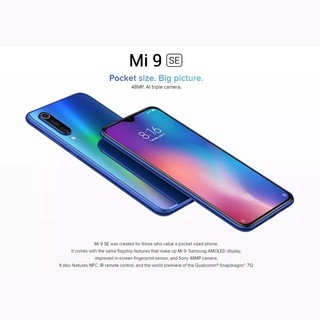 Mi 9 SE
Pocket size. Big picture.
48MP. AI triple camera.
8:16
Mi 9 SE was created for those who value a pocket sized phone.
It comes with the same flagship features that make up Mi 9: Samsung AMOLED display,
improved in-screen fingerprint sensor, and Sony 48MP camera.
It also features NFC, IR remote control, and the world premiere of the Qualcomm® Snapdragon™ 712